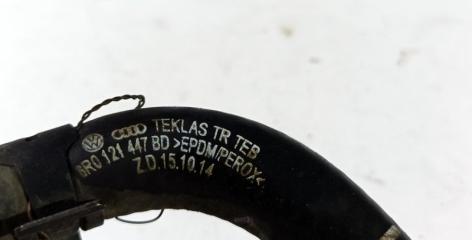 TEKLAS TR TEB
8R0 121 447 BD >EPDM/PEROX<
Z.D.15.10.14